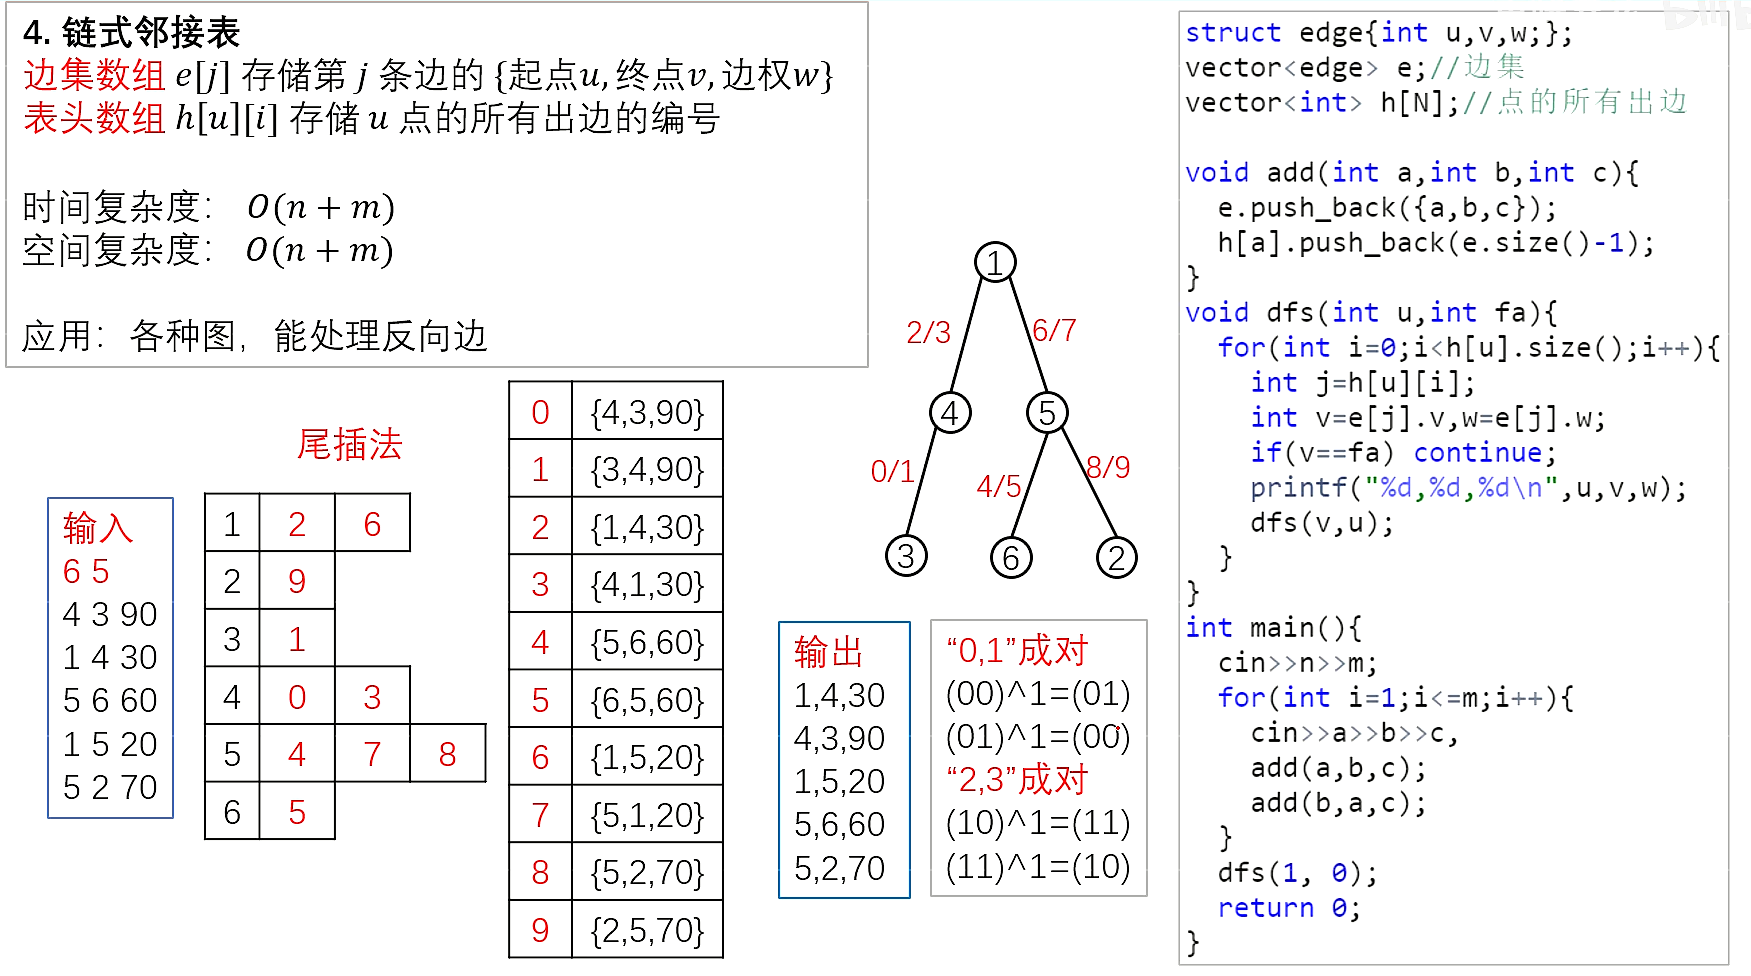 4. 链式邻接表
边集数组 e[j] 存储第 j 条边的 {起点u, 终点v, 边权w}
表头数组 h[u][i] 存储 u 点的所有出边的编号
时间复杂度： O(n + m)
空间复杂度： O(n + m)
应用：各种图，能处理反向边
尾插法
输入
6 5
4 3 90
1 4 30
5 6 60
1 5 20
5 2 70
1 2 6
2 9
3 1
4 0 3
5 4 7 8
6 5
0 {4,3,90}
1 {3,4,90}
2 {1,4,30}
3 {4,1,30}
4 {5,6,60}
5 {6,5,60}
6 {1,5,20}
7 {5,1,20}
8 {5,2,70}
9 {2,5,70}
1
2/3 6/7
4 5
0/1 4/5 8/9
3 6 2
输出
1,4,30
4,3,90
1,5,20
5,6,60
5,2,70
“0,1”成对
(00)^1=(01)
(01)^1=(00)
“2,3”成对
(10)^1=(11)
(11)^1=(10)
struct edge{int u,v,w;};
vector<edge> e;//边集
vector<int> h[N];//点的所有出边
void add(int a,int b,int c){
e.push_back({a,b,c});
h[a].push_back(e.size()-1);
}
void dfs(int u,int fa){
for(int i=0;i<h[u].size();i++){
int j=h[u][i];
int v=e[j].v,w=e[j].w;
if(v==fa) continue;
printf("%d,%d,%d\n",u,v,w);
dfs(v,u);
}
}
int main(){
cin>>n>>m;
for(int i=1;i<=m;i++){
cin>>a>>b>>c,
add(a,b,c);
add(b,a,c);
}
dfs(1, 0);
return 0;
}